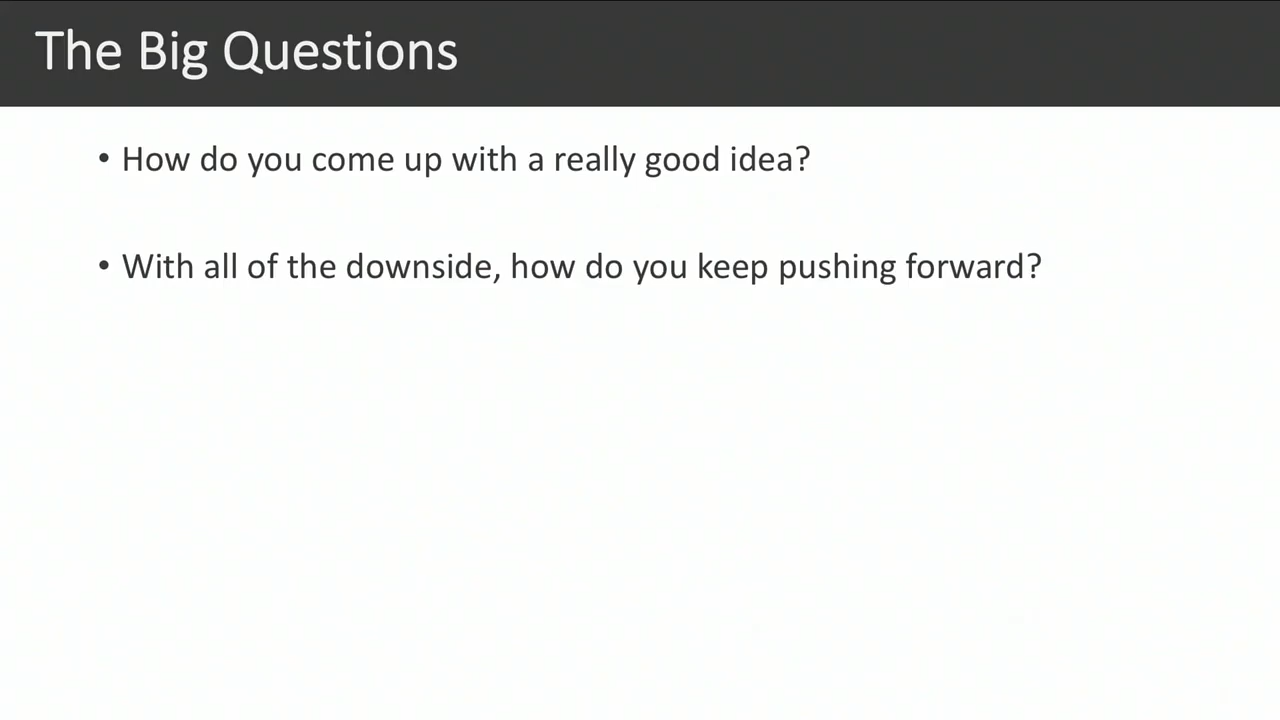 The Big Questions
• How do you come up with a really good idea?
• With all of the downside, how do you keep pushing forward?